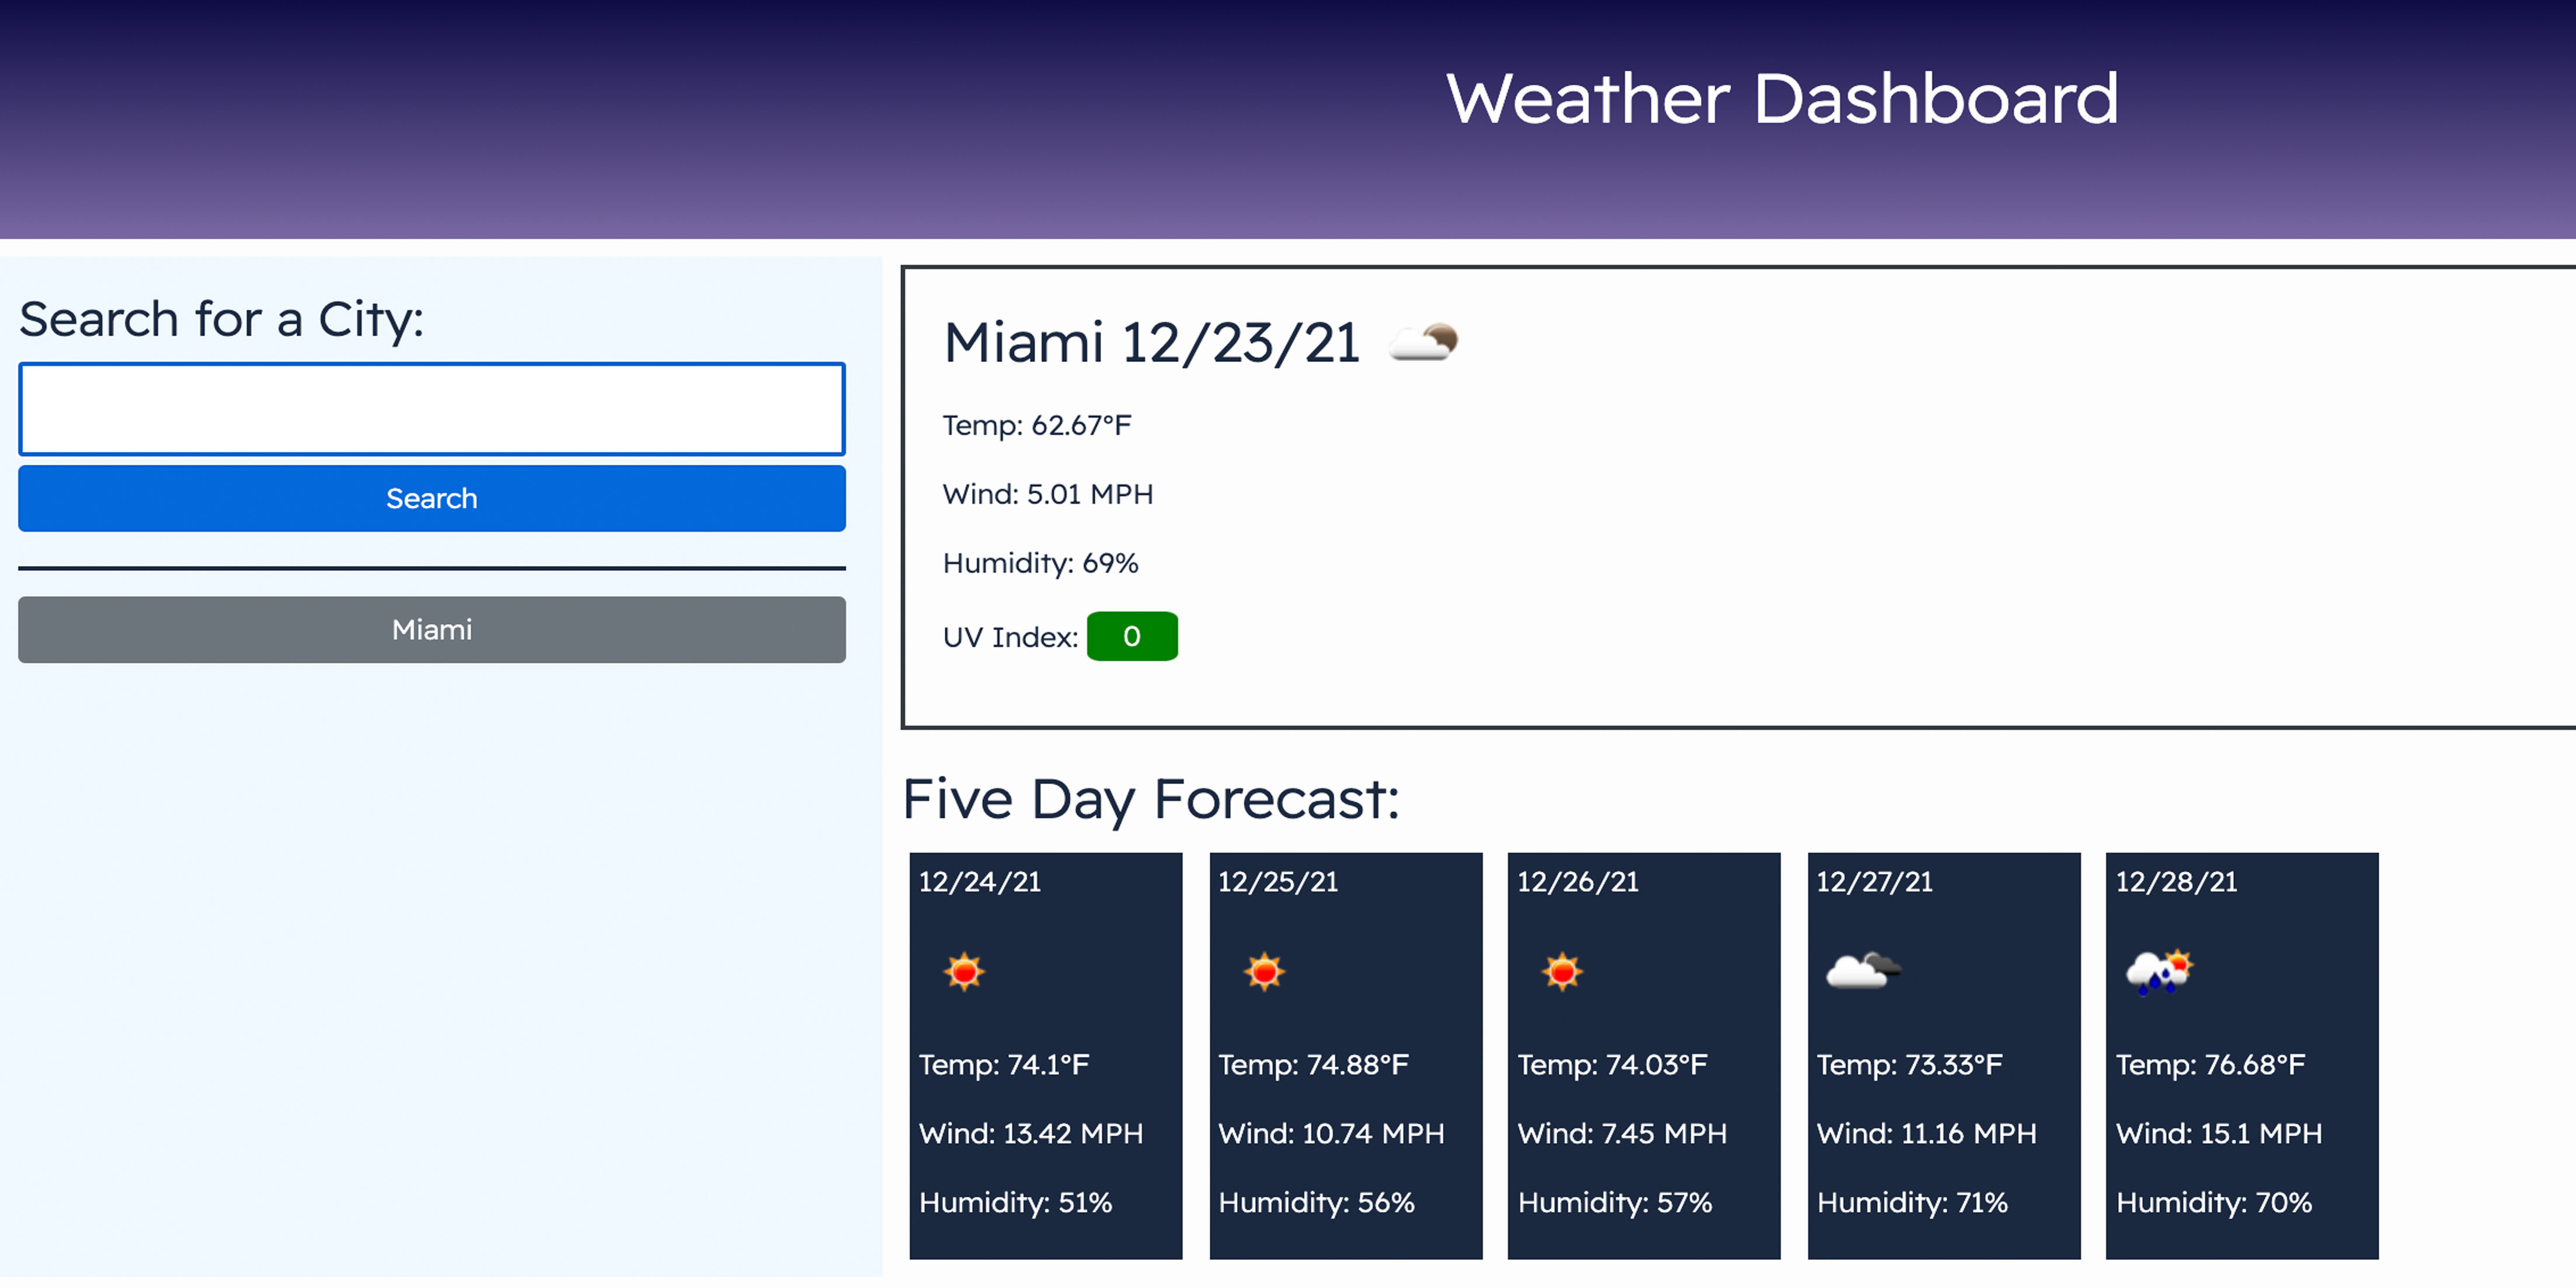 Weather Dashboard
Search for a City:
Search
Miami
Miami 12/23/21
Temp: 62.67°F
Wind: 5.01 MPH
Humidity: 69%
UV Index: 0
Five Day Forecast:
12/24/21
Temp: 74.1°F
Wind: 13.42 MPH
Humidity: 51%
12/25/21
Temp: 74.88°F
Wind: 10.74 MPH
Humidity: 56%
12/26/21
Temp: 74.03°F
Wind: 7.45 MPH
Humidity: 57%
12/27/21
Temp: 73.33°F
Wind: 11.16 MPH
Humidity: 71%
12/28/21
Temp: 76.68°F
Wind: 15.1 MPH
Humidity: 70%